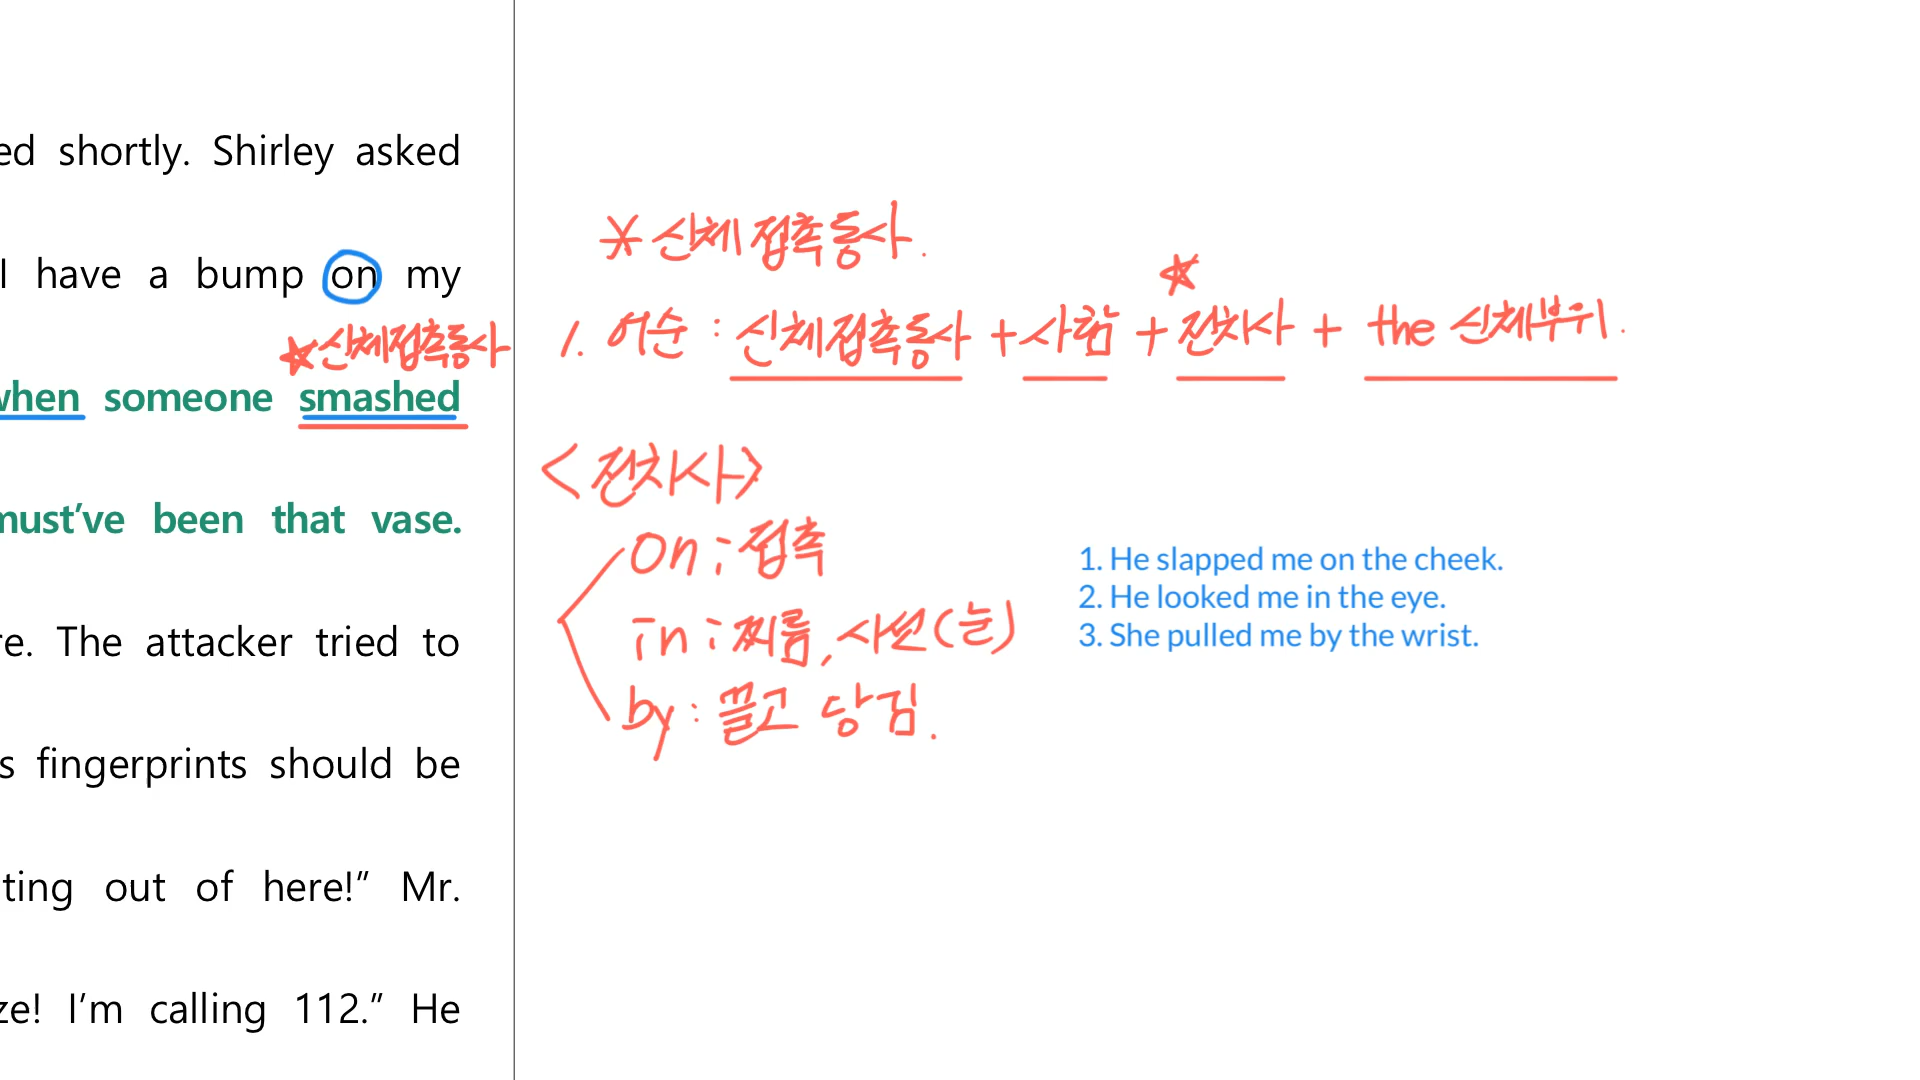 ed shortly. Shirley asked
I have a bump on my
★신체접촉동사
when someone smashed
must've been that vase.
re. The attacker tried to
s fingerprints should be
ting out of here!” Mr.
ze! I'm calling 112.” He
* 신체접촉동사.
★
1. 어순 : 신체접촉동사 + 사람 + 전치사 + the 신체부위.
<전치사>
on : 접촉
in : 찌름, 시선(눈)
by : 끌고 당김.
1. He slapped me on the cheek.
2. He looked me in the eye.
3. She pulled me by the wrist.